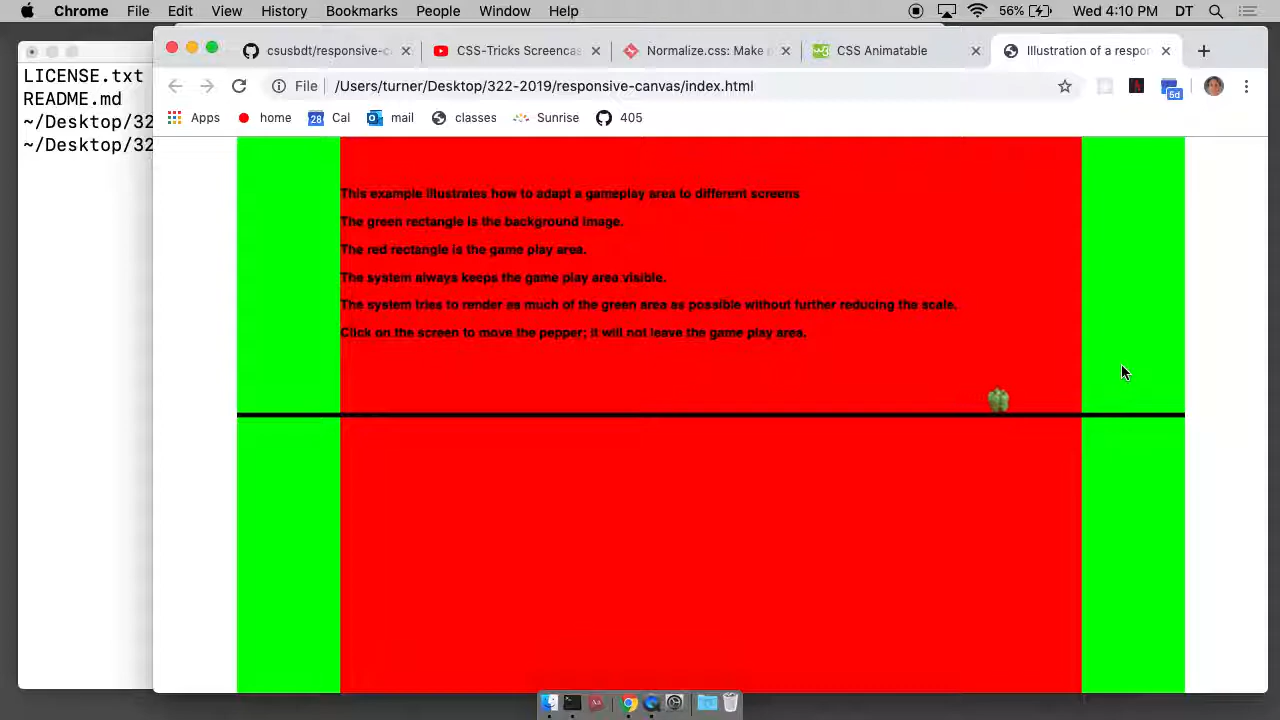 Chrome File Edit View History Bookmarks People Window Help 56% Wed 4:10 PM DT
LICENSE.txt
README.md
~/Desktop/32
~/Desktop/32
csusbdt/responsive-c CSS-Tricks Screencas Normalize.css: Make CSS Animatable Illustration of a respon
File /Users/turner/Desktop/322-2019/responsive-canvas/index.html
5d
Apps home 28 Cal mail classes Sunrise 405
This example illustrates how to adapt a gameplay area to different screens
The green rectangle is the background image.
The red rectangle is the game play area.
The system always keeps the game play area visible.
The system tries to render as much of the green area as possible without further reducing the scale.
Click on the screen to move the pepper; it will not leave the game play area.